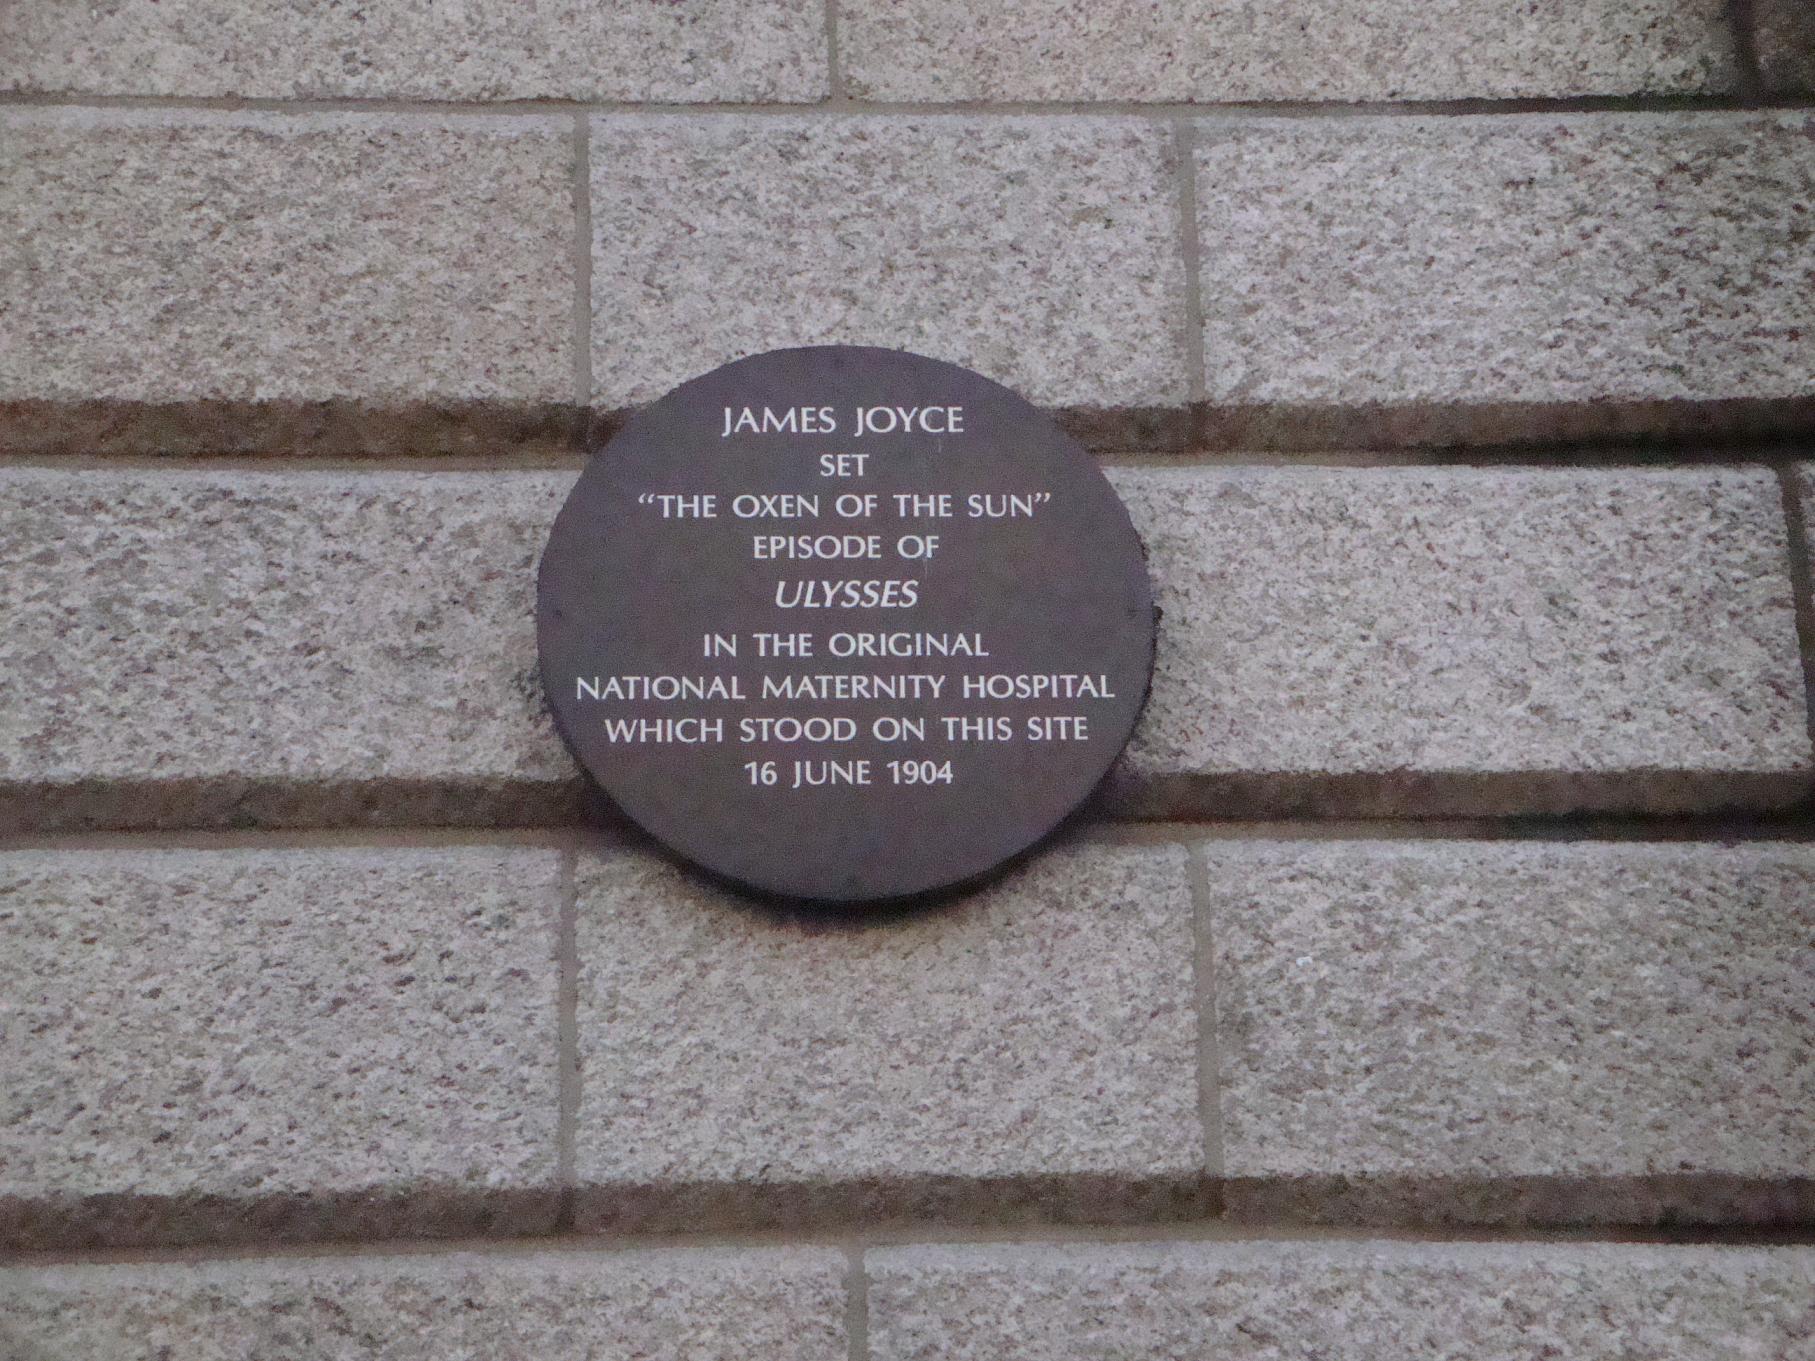 JAMES JOYCE
SET
“THE OXEN OF THE SUN”
EPISODE OF
ULYSSES
IN THE ORIGINAL
NATIONAL MATERNITY HOSPITAL
WHICH STOOD ON THIS SITE
16 JUNE 1904